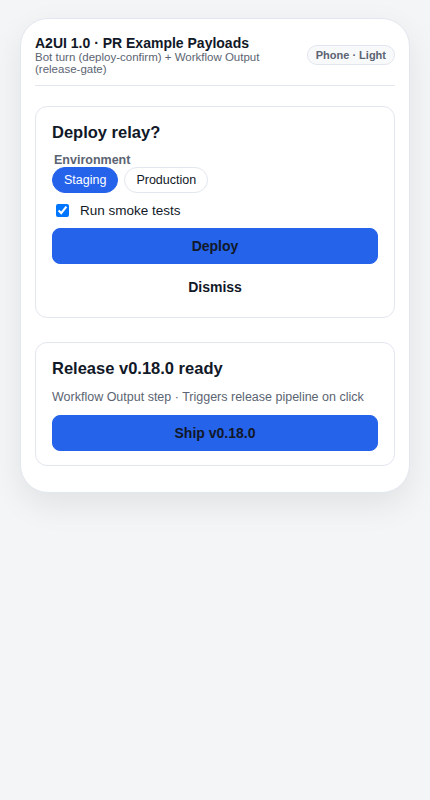 A2UI 1.0 · PR Example Payloads
Bot turn (deploy-confirm) + Workflow Output
(release-gate)
Phone · Light
Deploy relay?
Environment
Staging
Production
Run smoke tests
Deploy
Dismiss
Release v0.18.0 ready
Workflow Output step · Triggers release pipeline on click
Ship v0.18.0